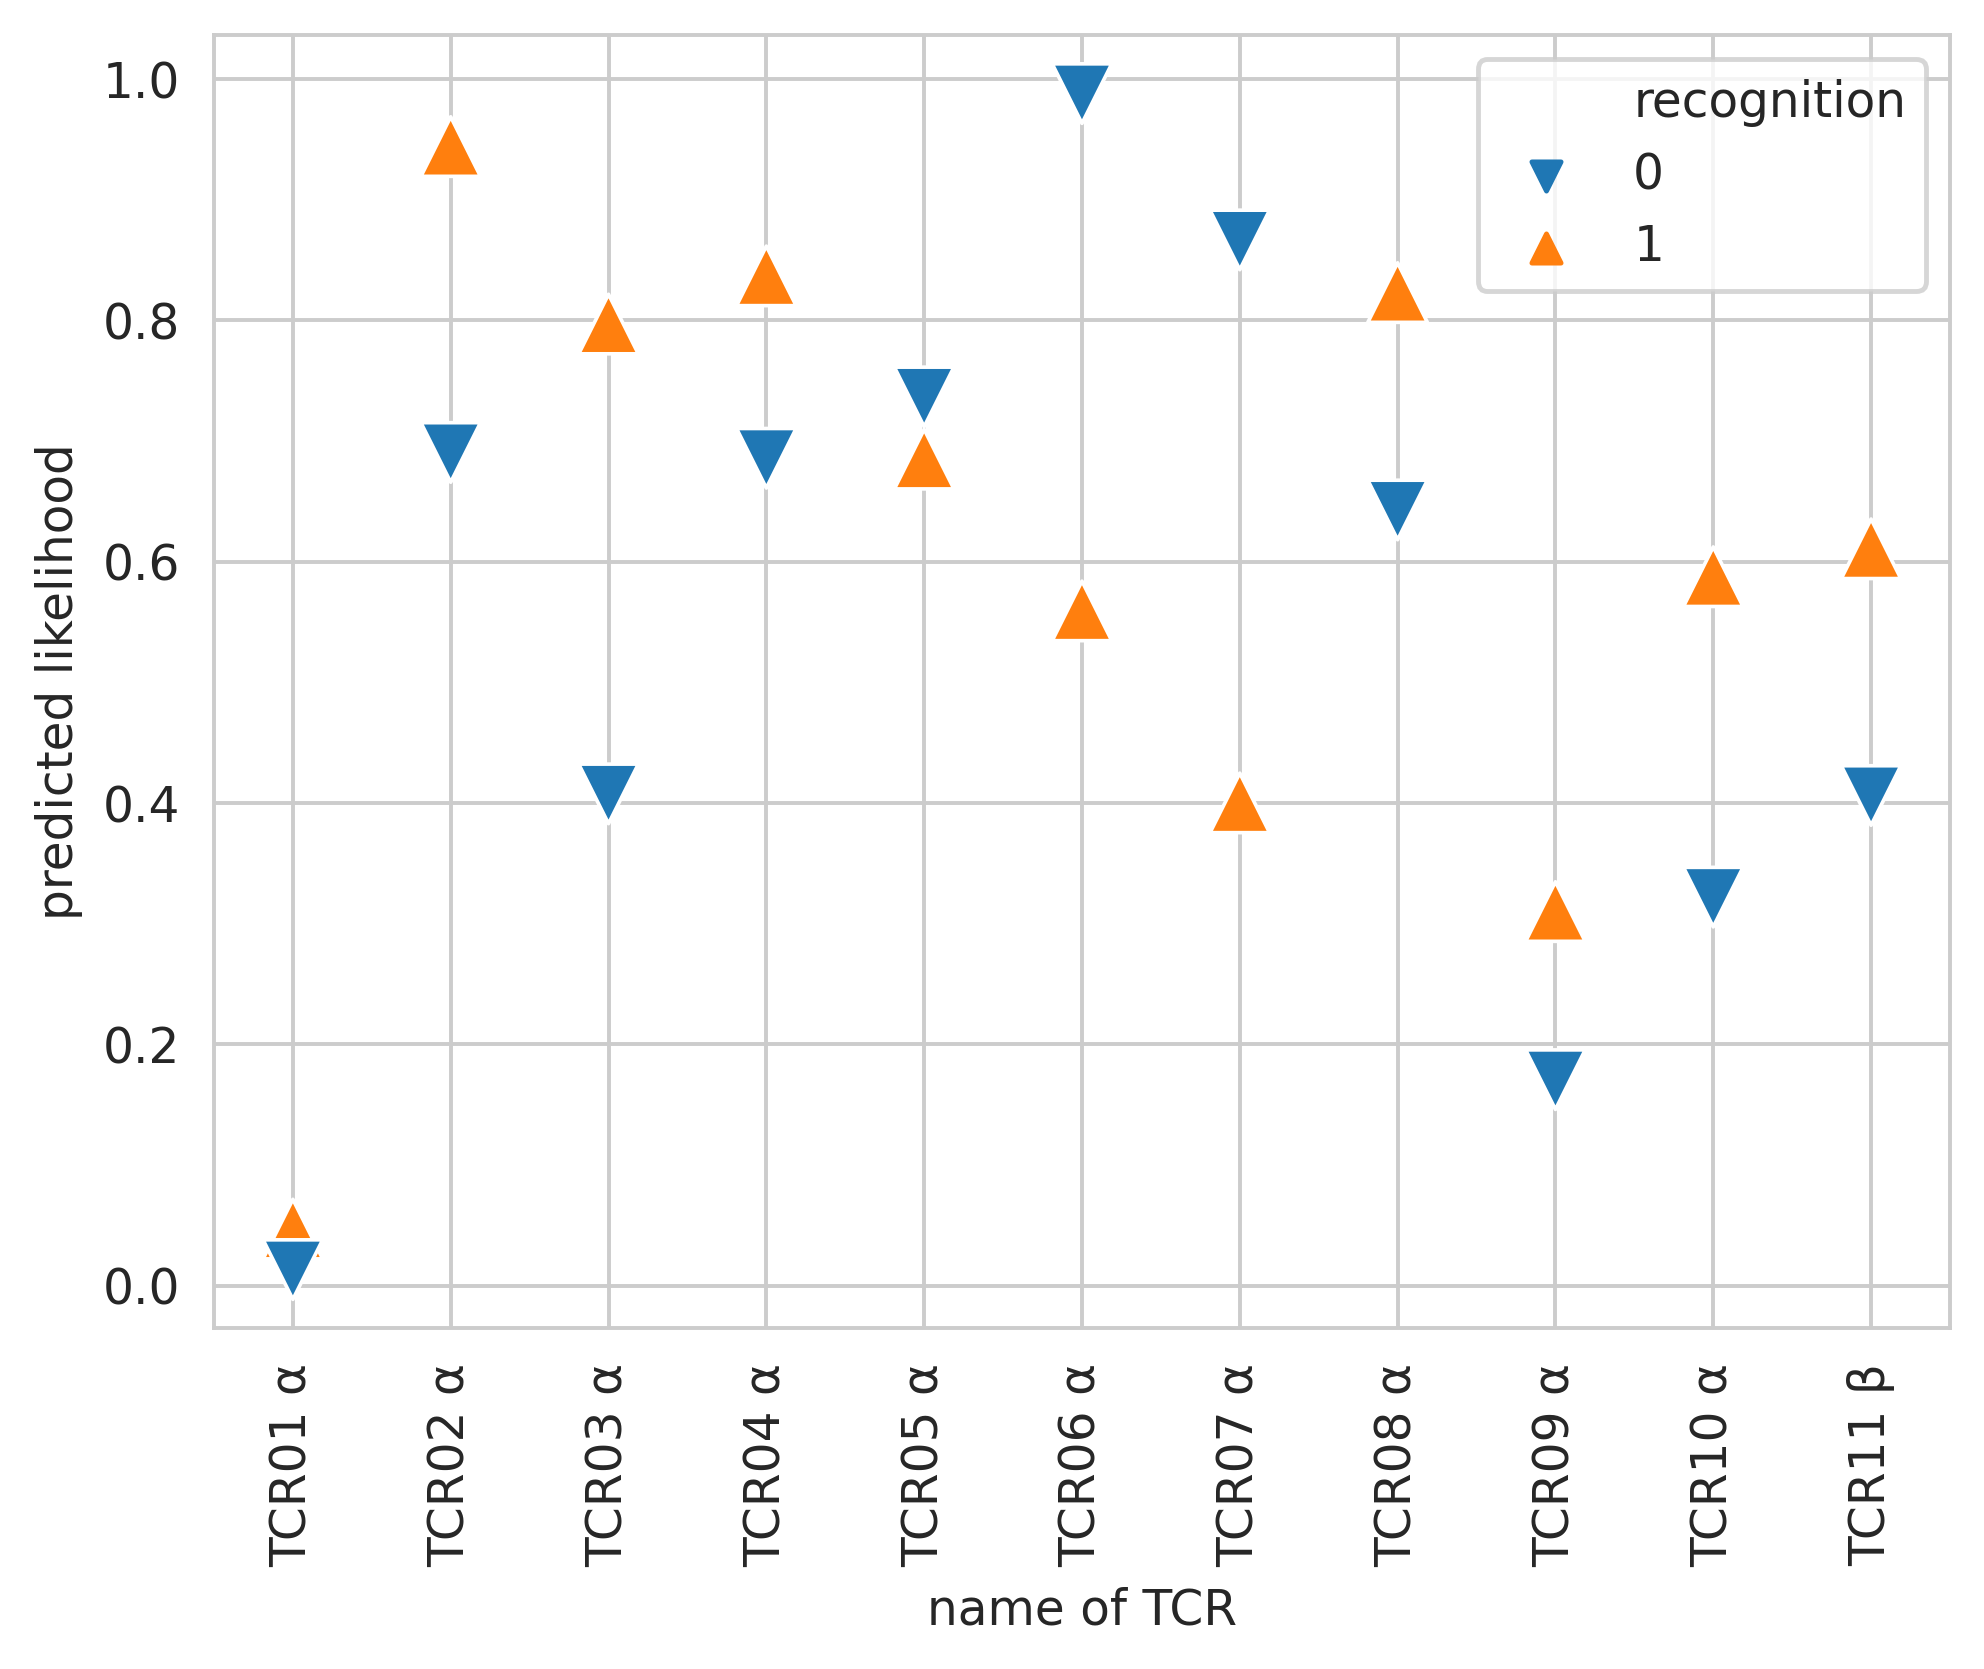 recognition
0
1
1.0
0.8
0.6
0.4
0.2
0.0
predicted likelihood
TCR01 α
TCR02 α
TCR03 α
TCR04 α
TCR05 α
TCR06 α
TCR07 α
TCR08 α
TCR09 α
TCR10 α
TCR11 β
name of TCR